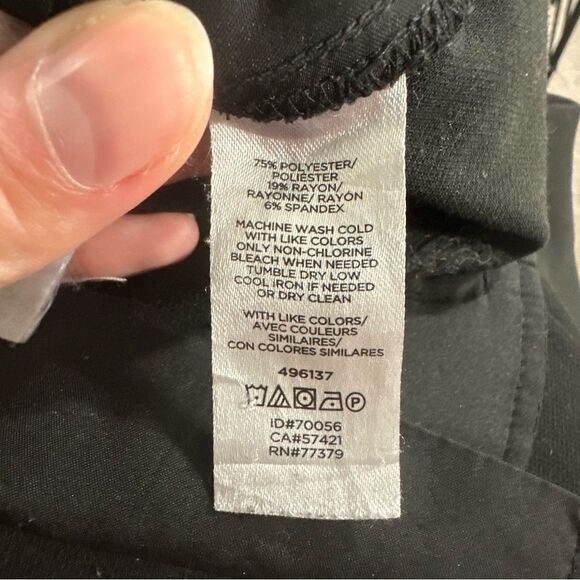 75% POLYESTER/
POLIÉSTER
19% RAYON/
RAYONNE/ RAYÓN
6% SPANDEX
MACHINE WASH COLD
WITH LIKE COLORS
ONLY NON-CHLORINE
BLEACH WHEN NEEDED
TUMBLE DRY LOW
COOL IRON IF NEEDED
OR DRY CLEAN
WITH LIKE COLORS/
AVEC COULEURS
SIMILAIRES/
CON COLORES SIMILARES
496137
P
ID#70056
CA#57421
RN#77379